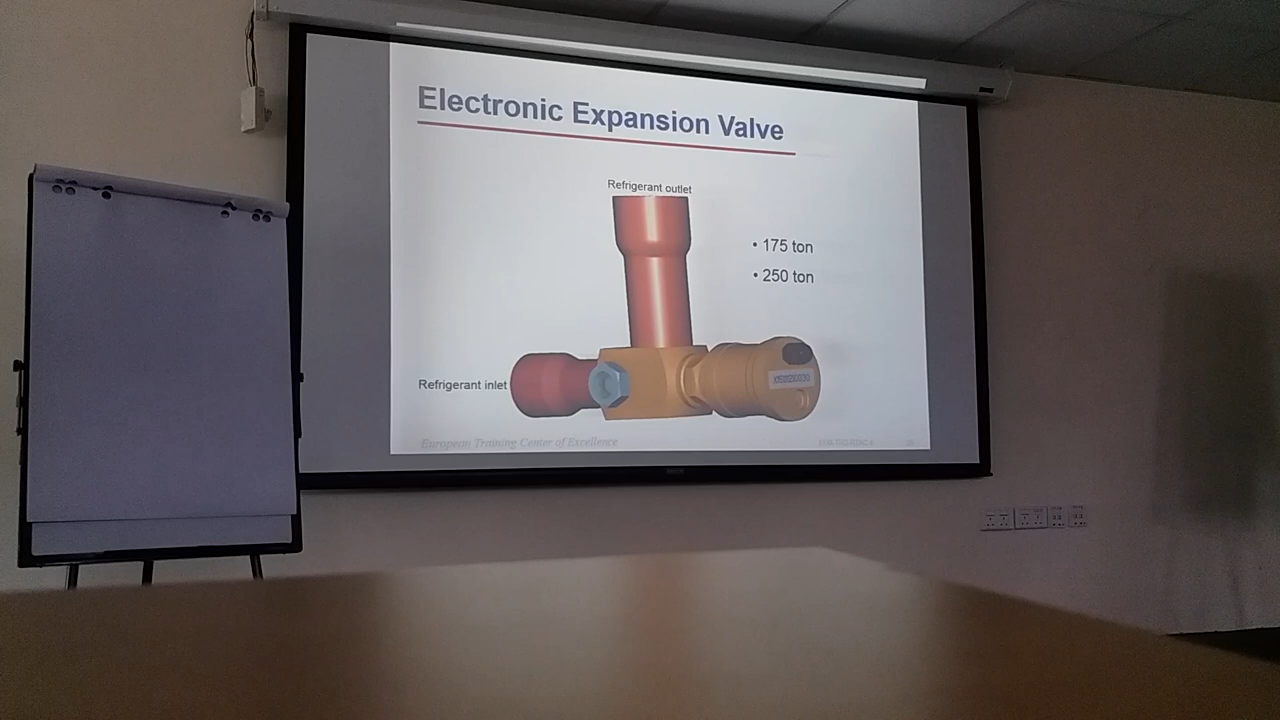 Electronic Expansion Valve
Refrigerant outlet
• 175 ton
• 250 ton
Refrigerant inlet
European Training Center of Excellence